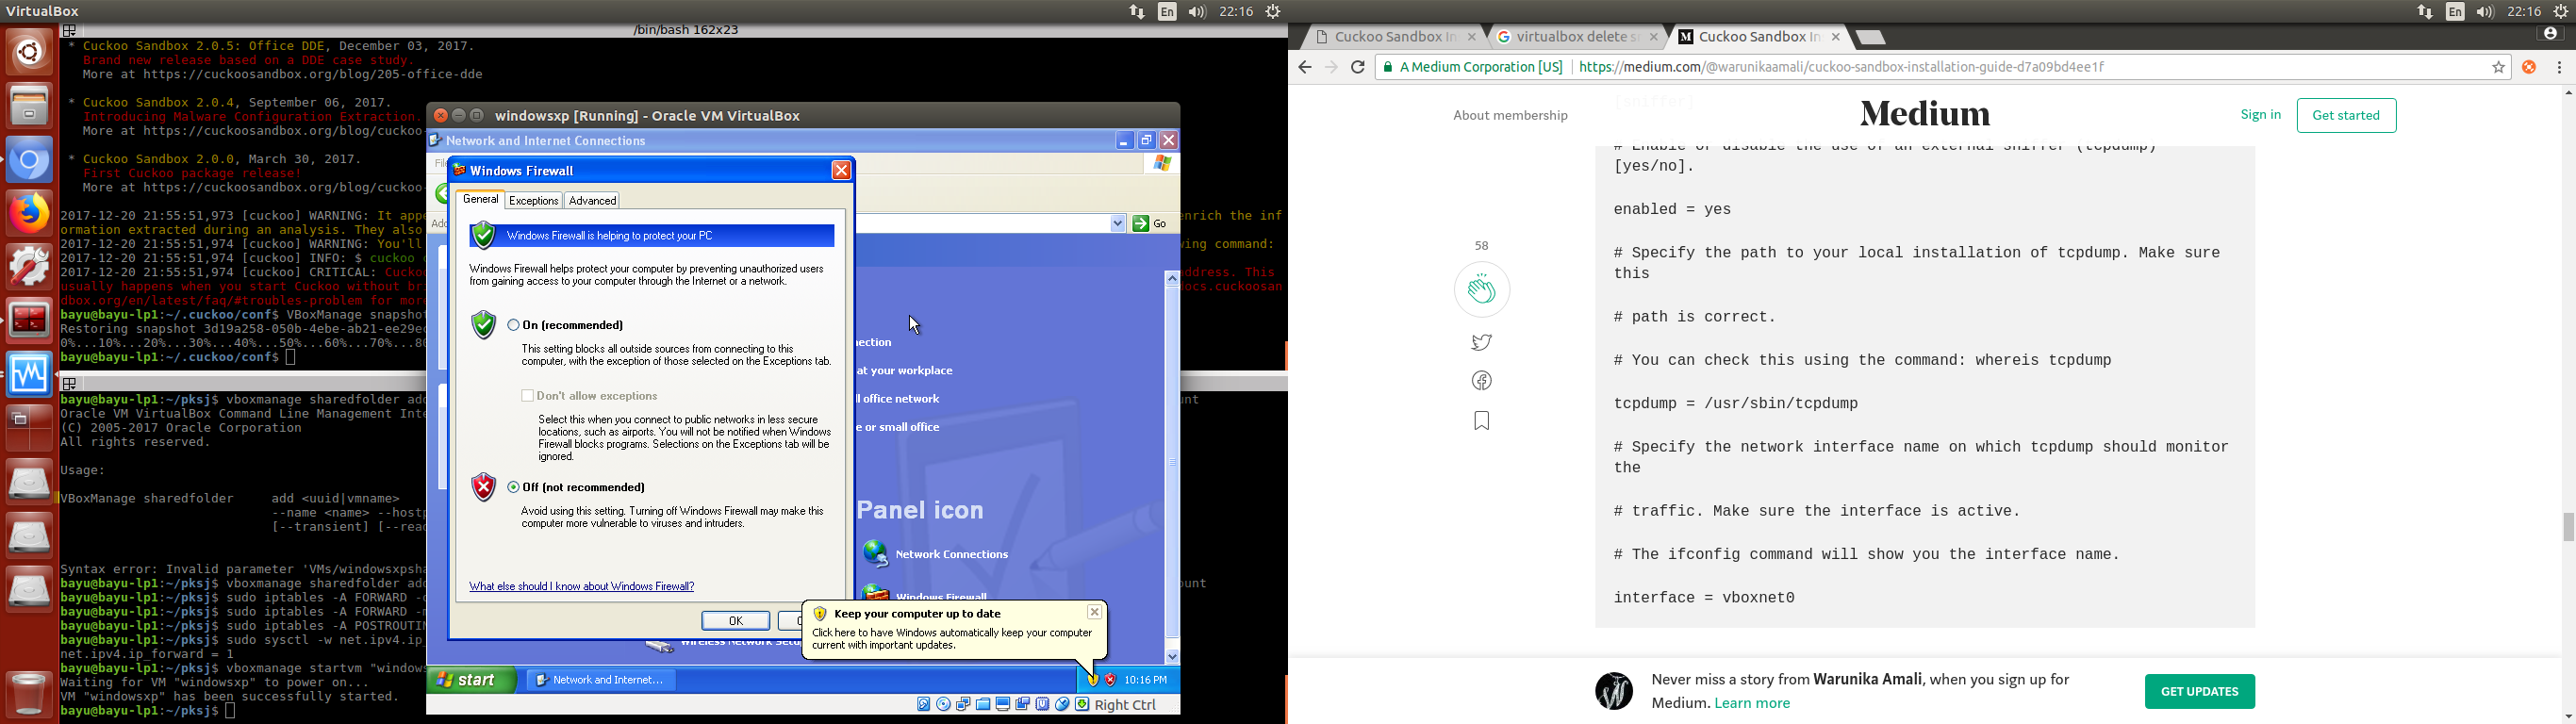 VirtualBox
En
22:16
/bin/bash 162x23
* Cuckoo Sandbox 2.0.5: Office DDE, December 03, 2017.
Brand new release based on a DDE case study.
More at https://cuckoosandbox.org/blog/205-office-dde
* Cuckoo Sandbox 2.0.4, September 06, 2017.
Introducing Malware Configuration Extraction.
More at https://cuckoosandbox.org/blog/cuckoo-
* Cuckoo Sandbox 2.0.0, March 30, 2017.
First Cuckoo package release!
More at https://cuckoosandbox.org/blog/cuckoo-
2017-12-20 21:55:51,973 [cuckoo] WARNING: It appe
enrich the inf
ormation extracted during an analysis. They also
2017-12-20 21:55:51,974 [cuckoo] WARNING: You'll
wing command:
2017-12-20 21:55:51,974 [cuckoo] INFO: $ cuckoo
2017-12-20 21:55:51,974 [cuckoo] CRITICAL: Cucko
ddress. This
usually happens when you start Cuckoo without br
docs.cuckoosan
dbox.org/en/latest/faq/#troubles-problem for mor
bayu@bayu-lp1:~/.cuckoo/conf$ VBoxManage snapshot
Restoring snapshot 3d19a258-050b-4ebe-ab21-ee29e
0%...10%...20%...30%...40%...50%...60%...70%...80
bayu@bayu-lp1:~/.cuckoo/conf$
bayu@bayu-lp1:~/pksj$ vboxmanage sharedfolder add
unt
Oracle VM VirtualBox Command Line Management Inte
(C) 2005-2017 Oracle Corporation
All rights reserved.
Usage:
VBoxManage sharedfolder add <uuid|vmname>
--name <name> --hostp
[--transient] [--read
Syntax error: Invalid parameter 'VMs/windowsxpsha
bayu@bayu-lp1:~/pksj$ vboxmanage sharedfolder add
ount
bayu@bayu-lp1:~/pksj$ sudo iptables -A FORWARD -
bayu@bayu-lp1:~/pksj$ sudo iptables -A FORWARD -m
bayu@bayu-lp1:~/pksj$ sudo iptables -A POSTROUTIN
bayu@bayu-lp1:~/pksj$ sudo sysctl -w net.ipv4.ip_
net.ipv4.ip_forward = 1
bayu@bayu-lp1:~/pksj$ vboxmanage startvm "windows
Waiting for VM "windowsxp" to power on...
VM "windowsxp" has been successfully started.
bayu@bayu-lp1:~/pksj$
windowsxp [Running] - Oracle VM VirtualBox
Network and Internet Connections
Go
Windows Firewall
General Exceptions Advanced
Windows Firewall is helping to protect your PC
Windows Firewall helps protect your computer by preventing unauthorized users
from gaining access to your computer through the Internet or a network.
On (recommended)
This setting blocks all outside sources from connecting to this
computer, with the exception of those selected on the Exceptions tab.
Don't allow exceptions
Select this when you connect to public networks in less secure
locations, such as airports. You will not be notified when Windows
Firewall blocks programs. Selections on the Exceptions tab will be
ignored.
Off (not recommended)
Avoid using this setting. Turning off Windows Firewall may make this
computer more vulnerable to viruses and intruders.
What else should I know about Windows Firewall?
OK
nection
at your workplace
ll office network
e or small office
Panel icon
Network Connections
Windows Firewall
Keep your computer up to date
Click here to have Windows automatically keep your computer
current with important updates.
start
Network and Internet...
10:16 PM
Right Ctrl
En
22:16
Cuckoo Sandbox In
virtualbox delete s
Cuckoo Sandbox In
A Medium Corporation [US]
https://medium.com/@warunikaamali/cuckoo-sandbox-installation-guide-d7a09bd4ee1f
About membership
Medium
Sign in
Get started
[sniffer]
# Enable or disable the use of an external sniffer (tcpdump)
[yes/no].
enabled = yes
# Specify the path to your local installation of tcpdump. Make sure
this
# path is correct.
# You can check this using the command: whereis tcpdump
tcpdump = /usr/sbin/tcpdump
# Specify the network interface name on which tcpdump should monitor
the
# traffic. Make sure the interface is active.
# The ifconfig command will show you the interface name.
interface = vboxnet0
58
Never miss a story from Warunika Amali, when you sign up for
Medium. Learn more
GET UPDATES